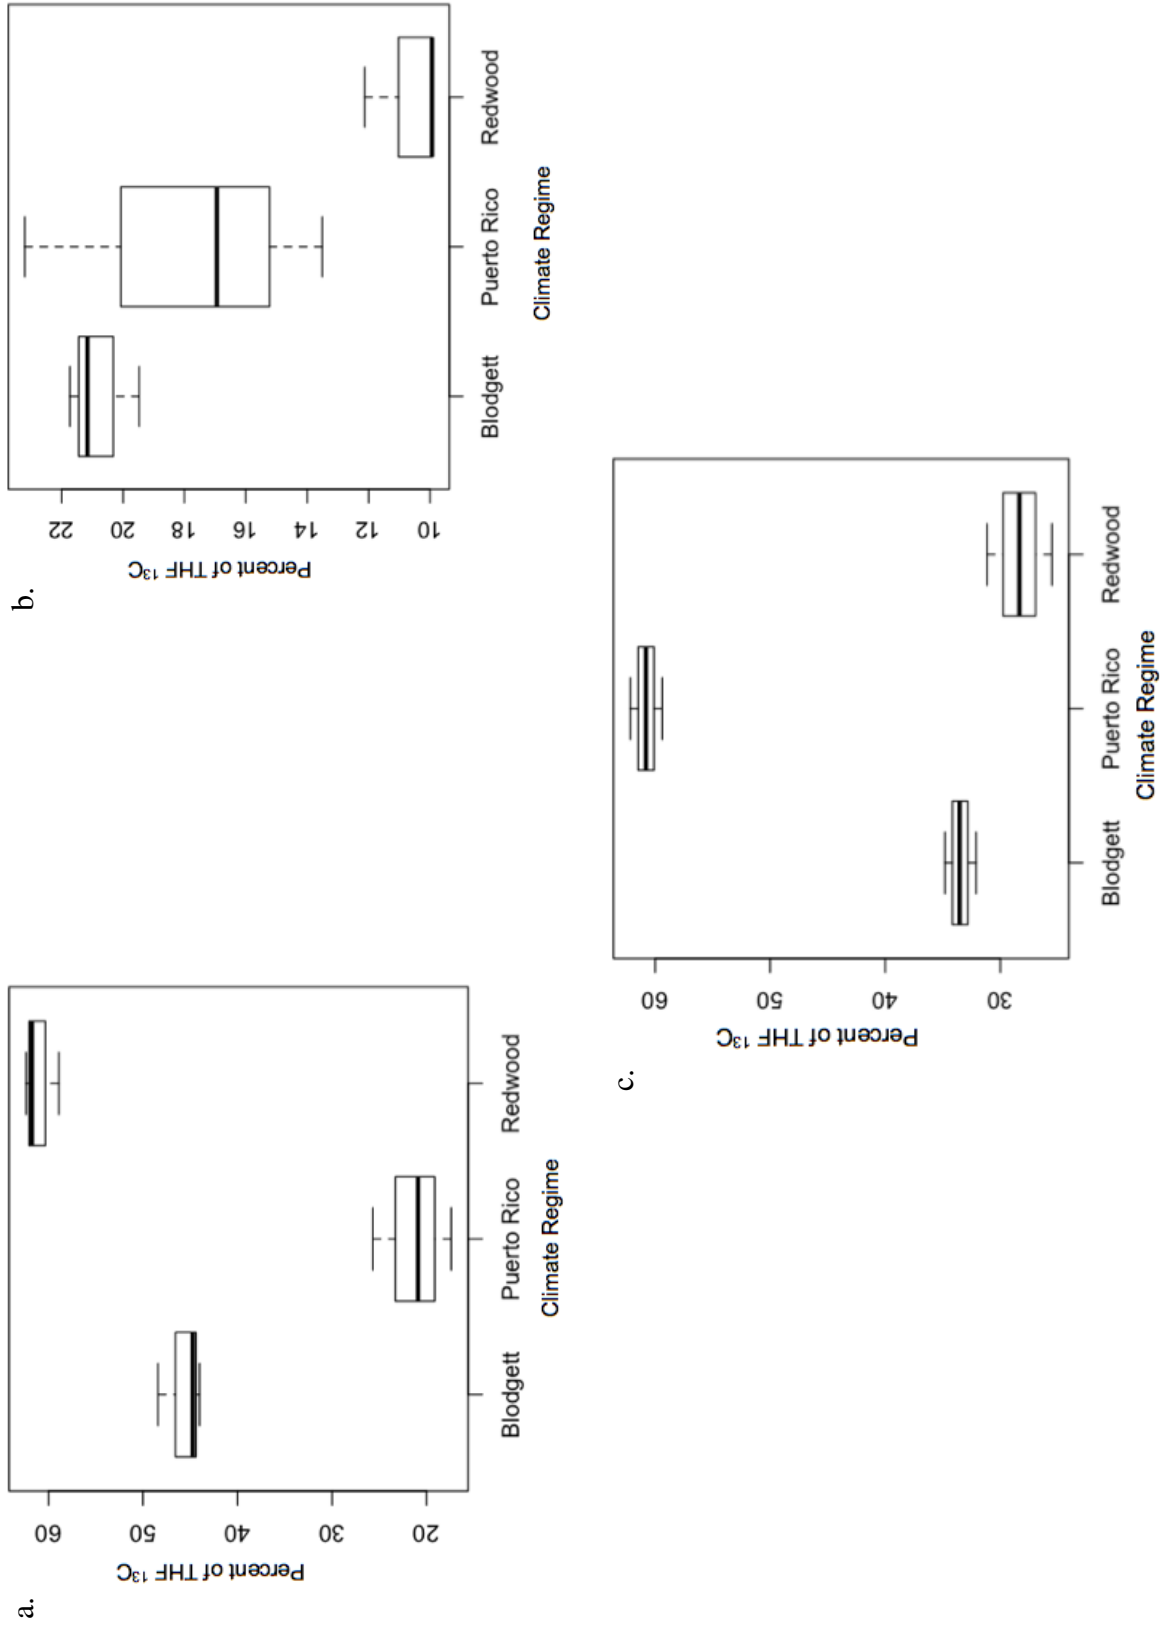 a.
Percent of THF ¹³C
60
50
40
30
20
Blodgett Puerto Rico Redwood
Climate Regime
b.
Percent of THF ¹³C
22
20
18
16
14
12
10
Blodgett Puerto Rico Redwood
Climate Regime
c.
Percent of THF ¹³C
60
50
40
30
Blodgett Puerto Rico Redwood
Climate Regime